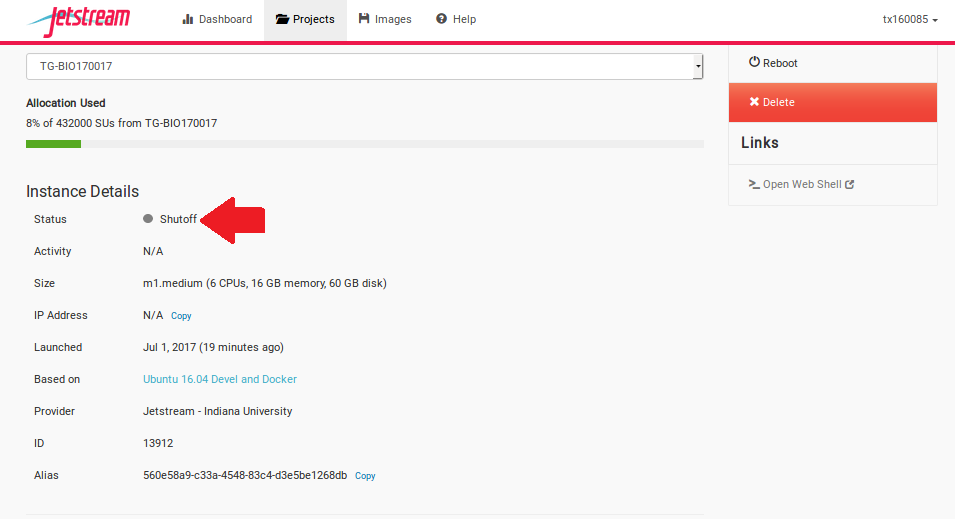 Jetstream Dashboard Projects Images Help tx160085
TG-BIO170017
Allocation Used
8% of 432000 SUs from TG-BIO170017
Instance Details
Status Shutoff
Activity N/A
Size m1.medium (6 CPUs, 16 GB memory, 60 GB disk)
IP Address N/A Copy
Launched Jul 1, 2017 (19 minutes ago)
Based on Ubuntu 16.04 Devel and Docker
Provider Jetstream - Indiana University
ID 13912
Alias 560e58a9-c33a-4548-83c4-d3e5be1268db Copy
Reboot
Delete
Links
Open Web Shell